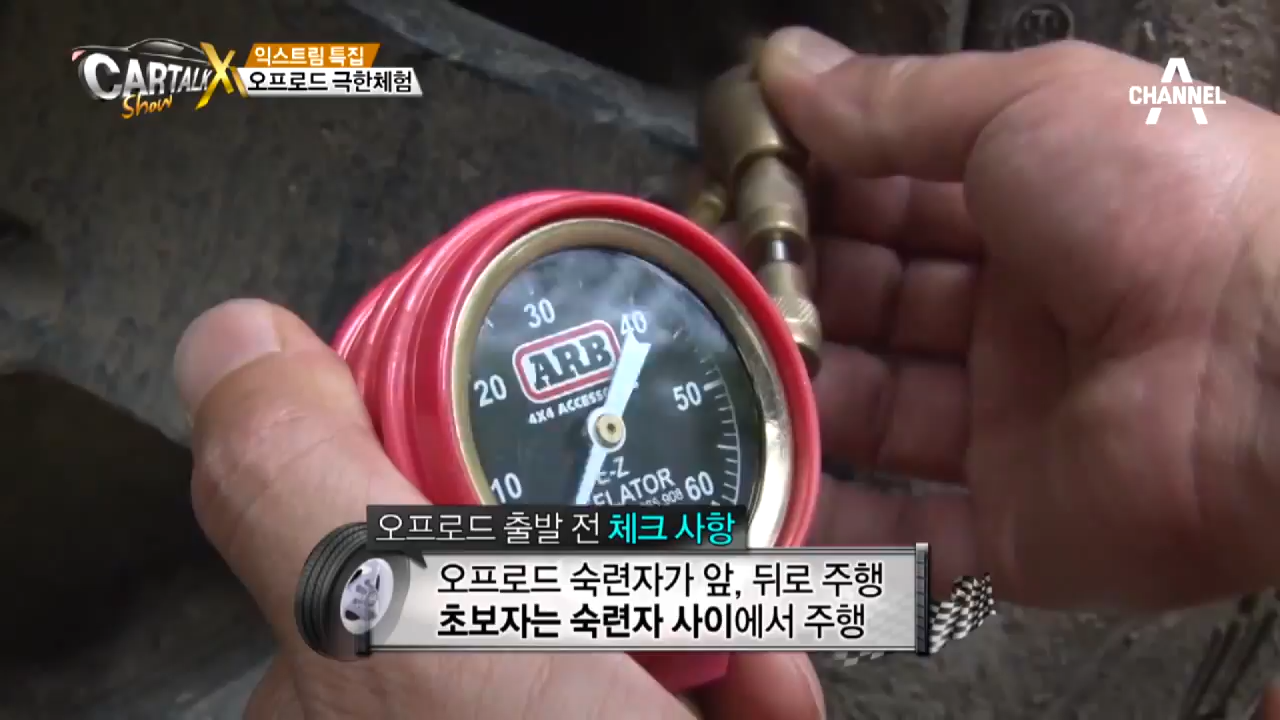 CARTALK X
Show
익스트림 특집
오프로드 극한체험
CHANNEL A
30
40
ARB
20
50
4X4 ACCESS
10
60
오프로드 출발 전 체크 사항
오프로드 숙련자가 앞, 뒤로 주행
초보자는 숙련자 사이에서 주행